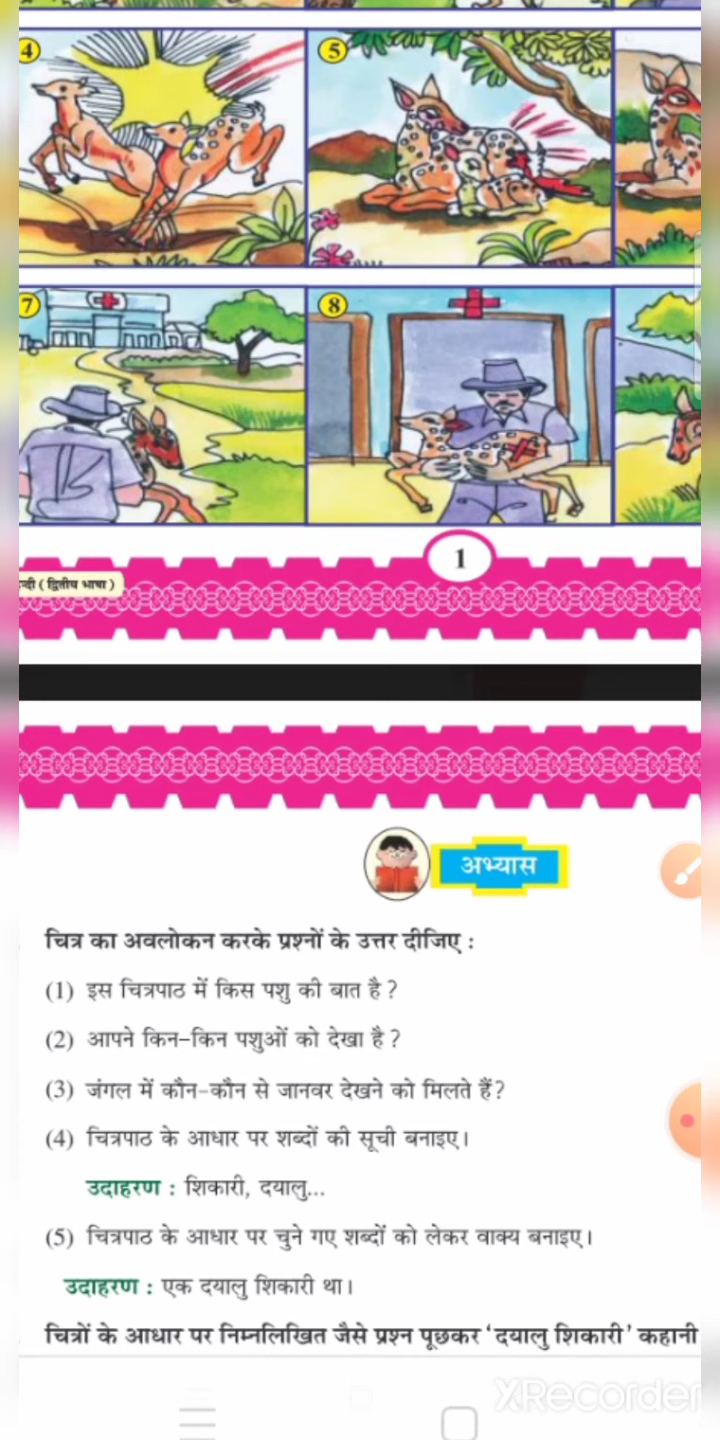 4
5
7
8
1
न्दी ( द्वितीय भाषा )
अभ्यास
चित्र का अवलोकन करके प्रश्नों के उत्तर दीजिए :
(1) इस चित्रपाठ में किस पशु की बात है ?
(2) आपने किन-किन पशुओं को देखा है ?
(3) जंगल में कौन-कौन से जानवर देखने को मिलते हैं?
(4) चित्रपाठ के आधार पर शब्दों की सूची बनाइए।
उदाहरण : शिकारी, दयालु...
(5) चित्रपाठ के आधार पर चुने गए शब्दों को लेकर वाक्य बनाइए।
उदाहरण : एक दयालु शिकारी था।
चित्रों के आधार पर निम्नलिखित जैसे प्रश्न पूछकर ‘दयालु शिकारी’ कहानी
XRecorder